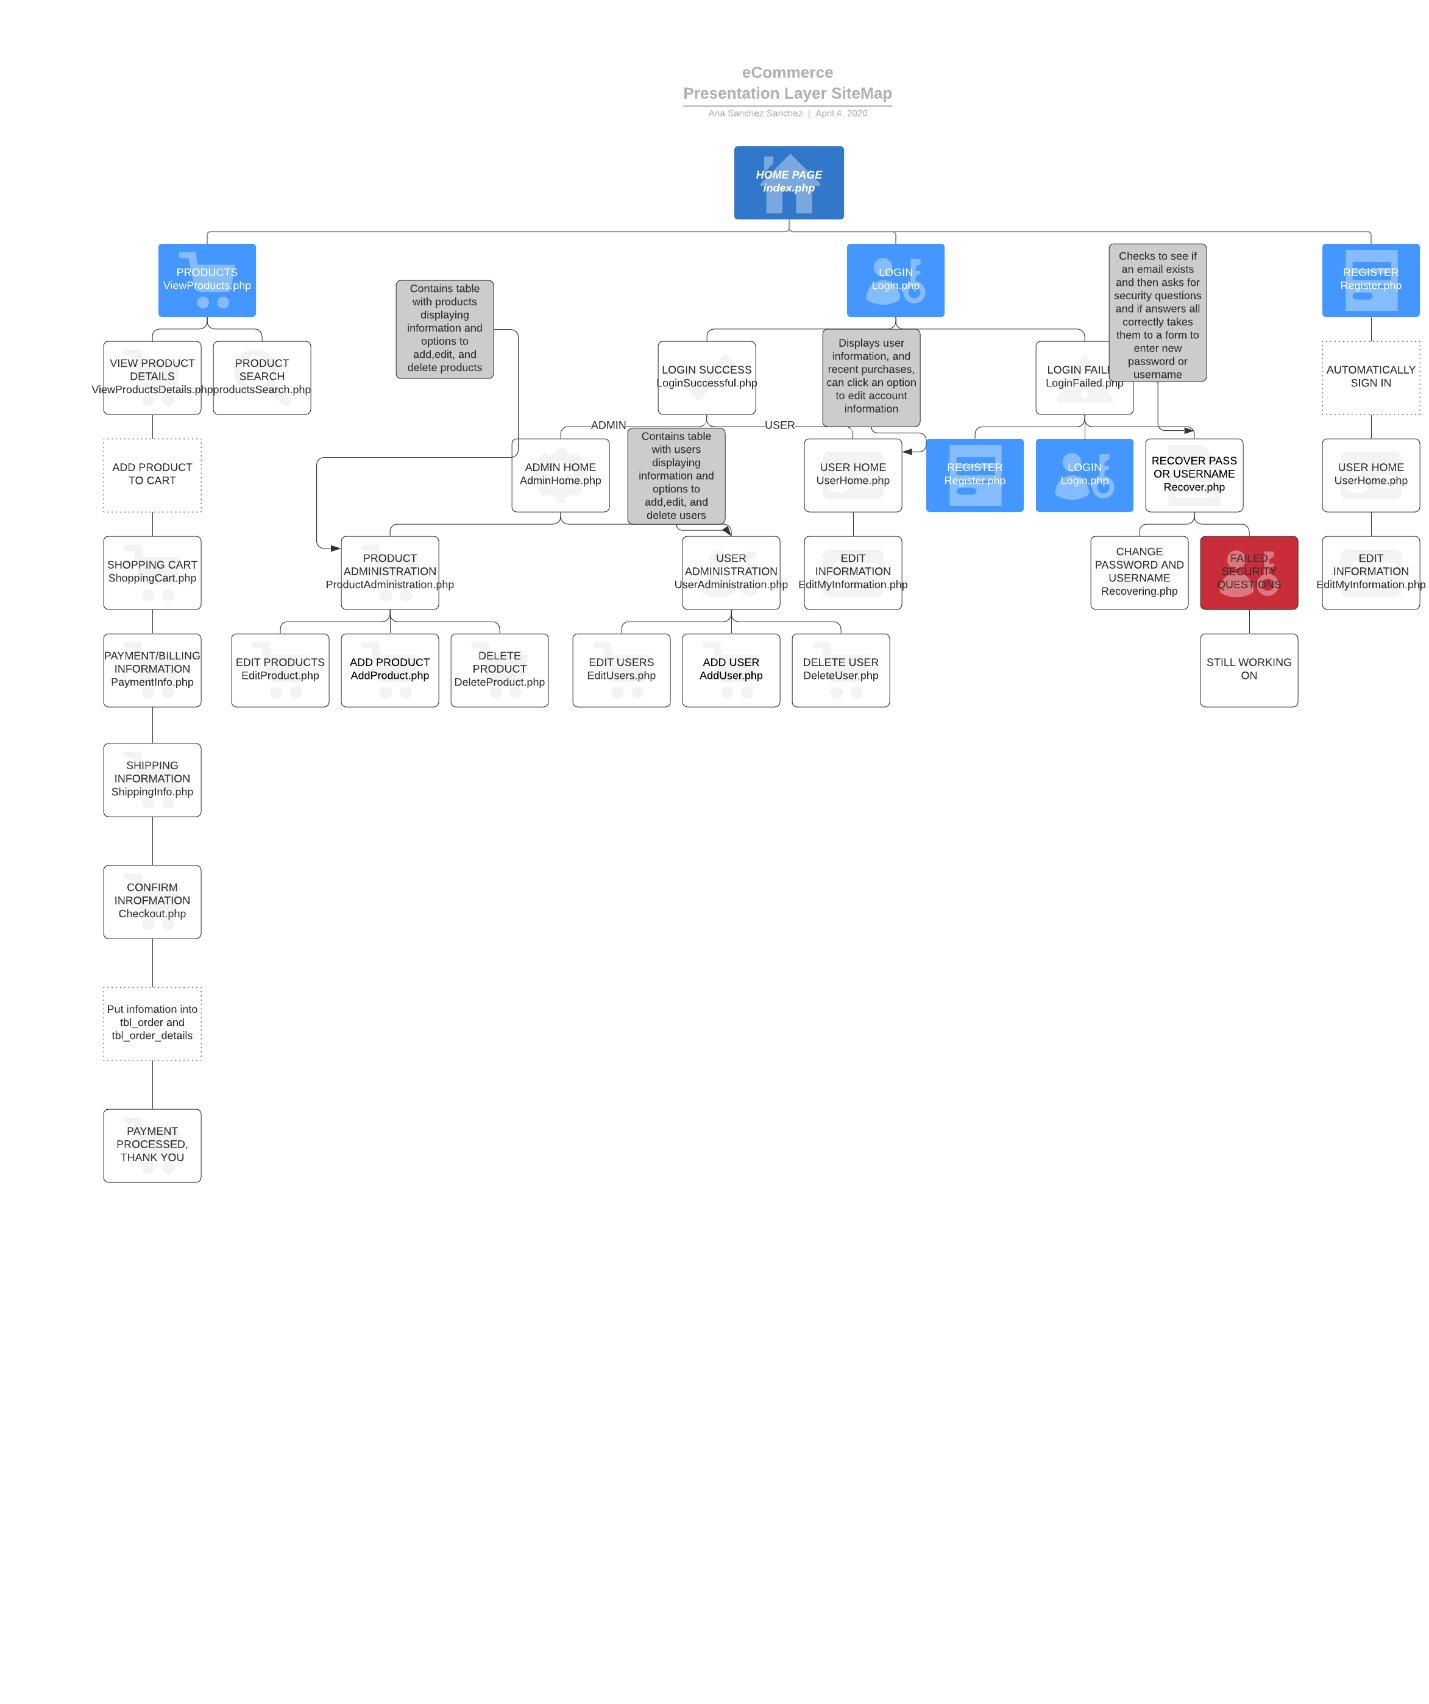 eCommerce
Presentation Layer SiteMap
Ana Sanchez Sanchez | April 4, 2020
HOME PAGE
index.php
PRODUCTS
ViewProducts.php
LOGIN
Login.php
REGISTER
Register.php
Contains table
with products
displaying
information and
options to
add,edit, and
delete products
Checks to see if
an email exists
and then asks for
security questions
and if answers all
correctly takes
them to a form to
enter new
password or
username
VIEW PRODUCT
DETAILS
ViewProductsDetails.php
PRODUCT
SEARCH
productsSearch.php
LOGIN SUCCESS
LoginSuccessful.php
Displays user
information, and
recent purchases,
can click an option
to edit account
information
LOGIN FAIL
LoginFailed.php
AUTOMATICALLY
SIGN IN
ADMIN
USER
ADD PRODUCT
TO CART
ADMIN HOME
AdminHome.php
Contains table
with users
displaying
information and
options to
add,edit, and
delete users
USER HOME
UserHome.php
REGISTER
Register.php
LOGIN
Login.php
RECOVER PASS
OR USERNAME
Recover.php
USER HOME
UserHome.php
SHOPPING CART
ShoppingCart.php
PRODUCT
ADMINISTRATION
ProductAdministration.php
USER
ADMINISTRATION
UserAdministration.php
EDIT
INFORMATION
EditMyInformation.php
CHANGE
PASSWORD AND
USERNAME
Recovering.php
FAILED
SECURITY
QUESTIONS
EDIT
INFORMATION
EditMyInformation.php
PAYMENT/BILLING
INFORMATION
PaymentInfo.php
EDIT PRODUCTS
EditProduct.php
ADD PRODUCT
AddProduct.php
DELETE
PRODUCT
DeleteProduct.php
EDIT USERS
EditUsers.php
ADD USER
AddUser.php
DELETE USER
DeleteUser.php
STILL WORKING
ON
SHIPPING
INFORMATION
ShippingInfo.php
CONFIRM
INROFMATION
Checkout.php
Put infomation into
tbl_order and
tbl_order_details
PAYMENT
PROCESSED,
THANK YOU